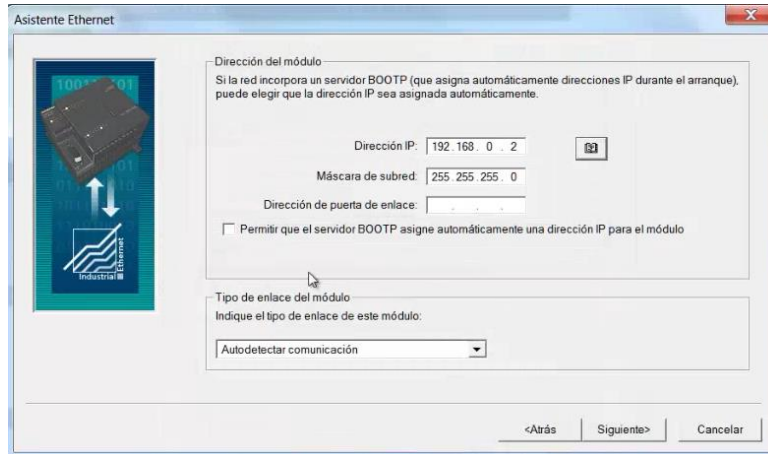 Asistente Ethernet
Dirección del módulo
Si la red incorpora un servidor BOOTP (que asigna automáticamente direcciones IP durante el arranque),
puede elegir que la dirección IP sea asignada automáticamente.
Dirección IP: 192.168. 0 . 2
Máscara de subred: 255.255.255. 0
Dirección de puerta de enlace: . . .
Permitir que el servidor BOOTP asigne automáticamente una dirección IP para el módulo
Industrial Ethernet
Tipo de enlace del módulo
Indique el tipo de enlace de este módulo:
Autodetectar comunicación
<Atrás Siguiente> Cancelar